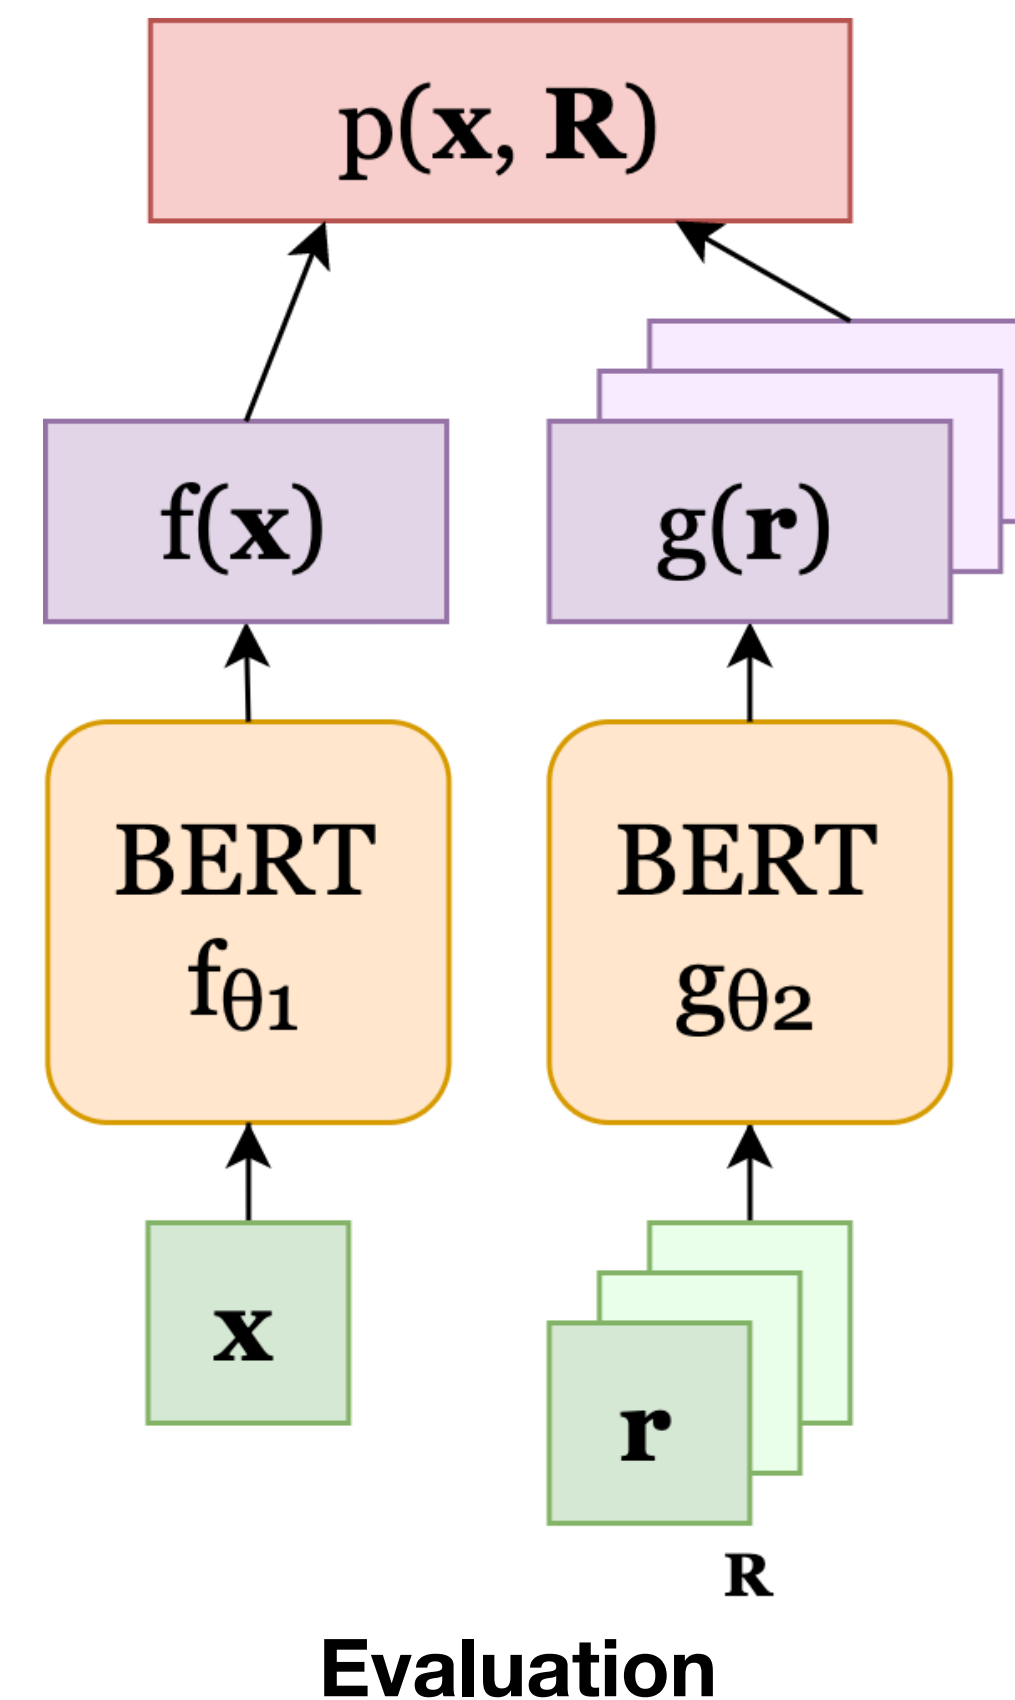 p(x, R)
f(x)
g(r)
BERT
fθ1
BERT
gθ2
x
r
R
Evaluation